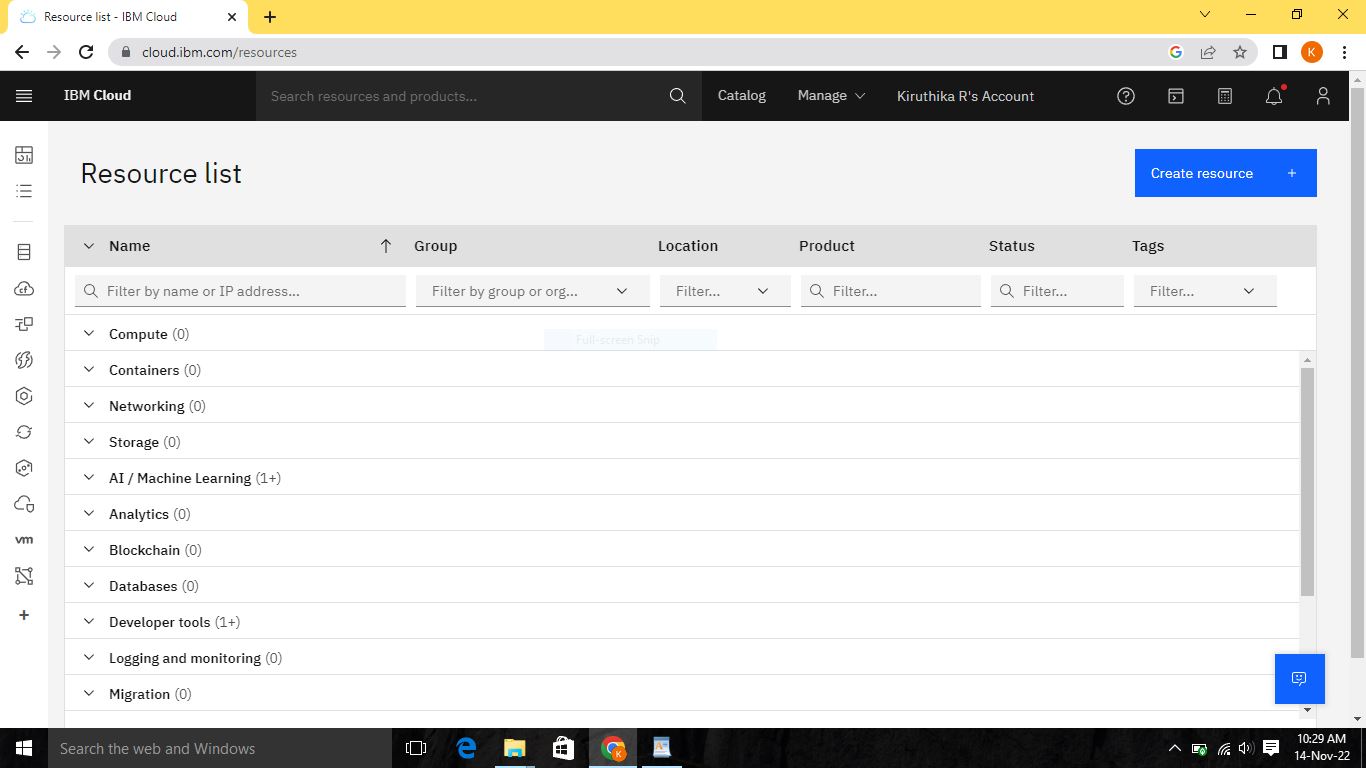 Resource list - IBM Cloud
cloud.ibm.com/resources
K
IBM Cloud
Search resources and products...
Catalog
Manage
Kiruthika R's Account
Resource list
Create resource +
Name
Group
Location
Product
Status
Tags
Filter by name or IP address...
Filter by group or org...
Filter...
Filter...
Filter...
Filter...
Compute (0)
Full-screen Snip
Containers (0)
Networking (0)
Storage (0)
AI / Machine Learning (1+)
Analytics (0)
Blockchain (0)
vm
Databases (0)
Developer tools (1+)
Logging and monitoring (0)
Migration (0)
Search the web and Windows
K
10:29 AM
14-Nov-22